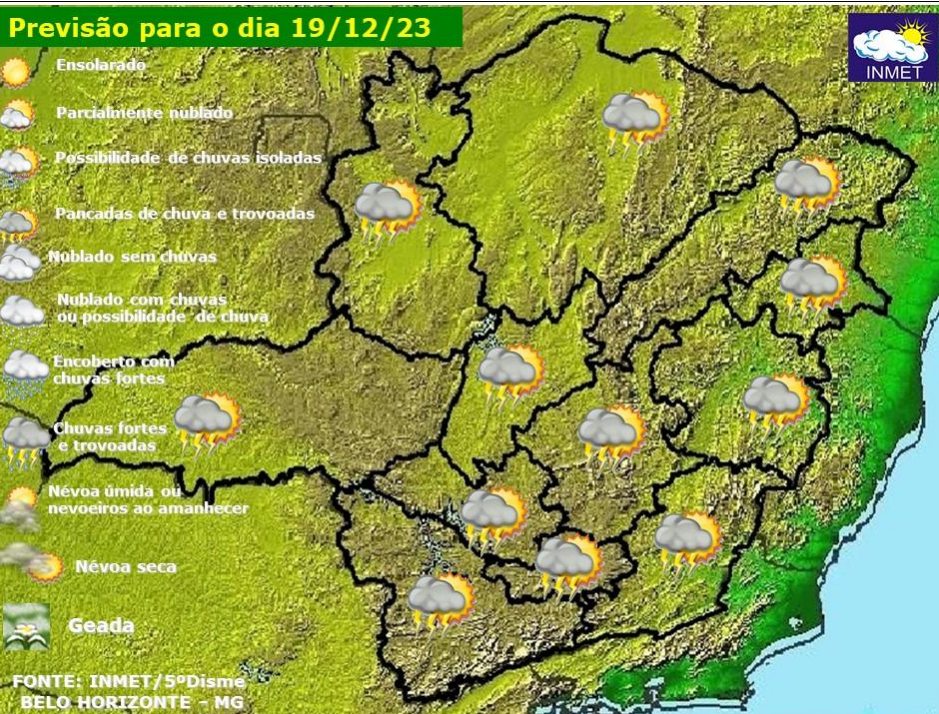 Previsão para o dia 19/12/23
INMET
Ensolarado
Parcialmente nublado
Possibilidade de chuvas isoladas
Pancadas de chuva e trovoadas
Nublado sem chuvas
Nublado com chuvas
ou possibilidade de chuva
Encoberto com
chuvas fortes
Chuvas fortes
e trovoadas
Névoa úmida ou
nevoeiros ao amanhecer
Névoa seca
Geada
FONTE: INMET/5ºDisme
BELO HORIZONTE - MG